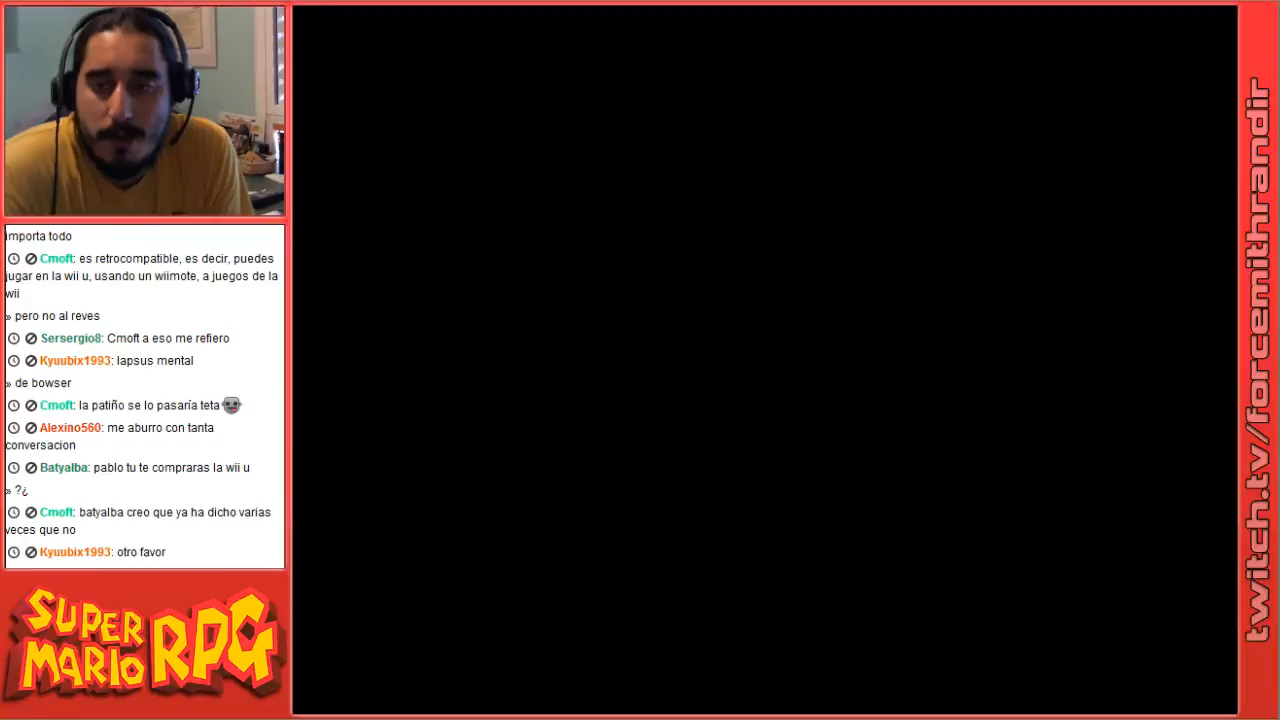 importa todo
Cmoft: es retrocompatible, es decir, puedes
jugar en la wii u, usando un wiimote, a juegos de la
wii
» pero no al reves
Sersergio8: Cmoft a eso me refiero
Kyuubix1993: lapsus mental
» de bowser
Cmoft: la patiño se lo pasaría teta
Alexino560: me aburro con tanta
conversacion
Batyalba: pablo tu te compraras la wii u
» ?¿
Cmoft: batyalba creo que ya ha dicho varias
veces que no
Kyuubix1993: otro favor
SUPER
MARIO RPG
twitch.tv/forcemithrandir